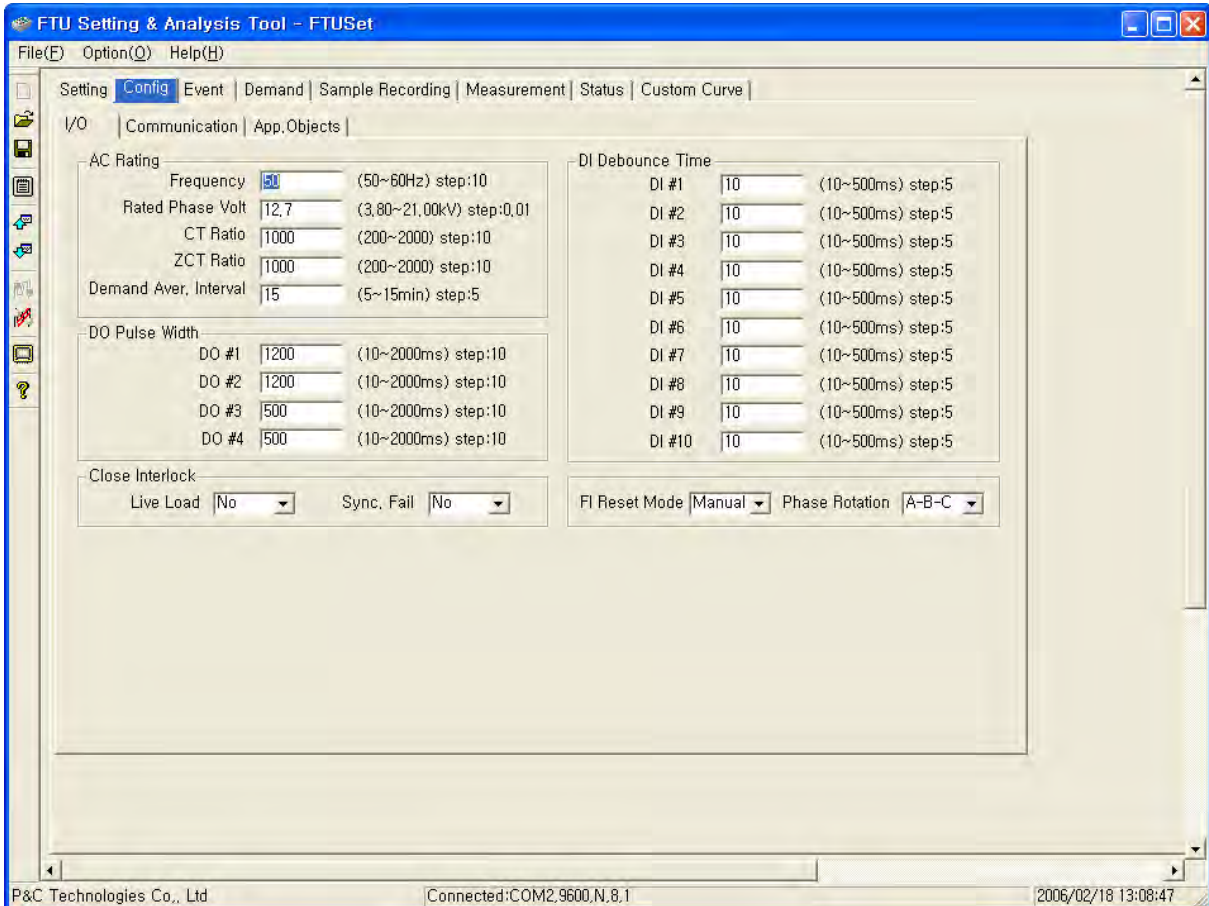 FTU Setting & Analysis Tool - FTUSet
File(F) Option(O) Help(H)
Setting Config Event Demand Sample Recording Measurement Status Custom Curve
I/O Communication App.Objects
AC Rating
Frequency 50 (50~60Hz) step:10
Rated Phase Volt 12.7 (3.80~21.00kV) step:0.01
CT Ratio 1000 (200~2000) step:10
ZCT Ratio 1000 (200~2000) step:10
Demand Aver. Interval 15 (5~15min) step:5
DO Pulse Width
DO #1 1200 (10~2000ms) step:10
DO #2 1200 (10~2000ms) step:10
DO #3 500 (10~2000ms) step:10
DO #4 500 (10~2000ms) step:10
Close Interlock
Live Load No Sync. Fail No
DI Debounce Time
DI #1 10 (10~500ms) step:5
DI #2 10 (10~500ms) step:5
DI #3 10 (10~500ms) step:5
DI #4 10 (10~500ms) step:5
DI #5 10 (10~500ms) step:5
DI #6 10 (10~500ms) step:5
DI #7 10 (10~500ms) step:5
DI #8 10 (10~500ms) step:5
DI #9 10 (10~500ms) step:5
DI #10 10 (10~500ms) step:5
FI Reset Mode Manual Phase Rotation A-B-C
P&C Technologies Co., Ltd Connected:COM2,9600,N,8,1 2006/02/18 13:08:47